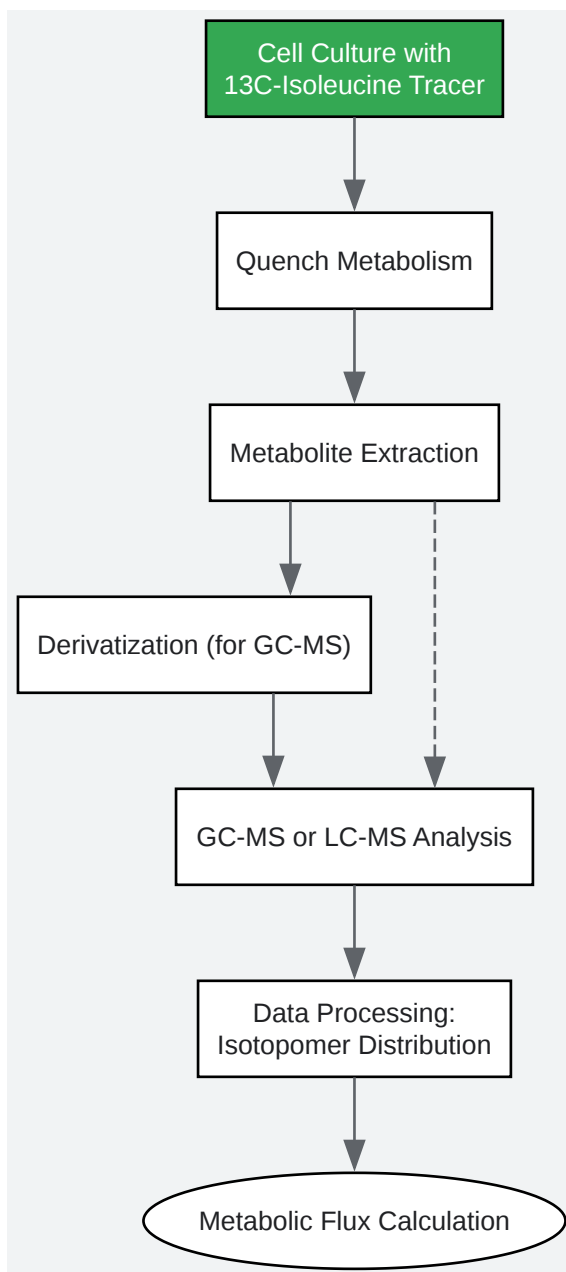 Cell Culture with
13C-Isoleucine Tracer
Quench Metabolism
Metabolite Extraction
Derivatization (for GC-MS)
GC-MS or LC-MS Analysis
Data Processing:
Isotopomer Distribution
Metabolic Flux Calculation